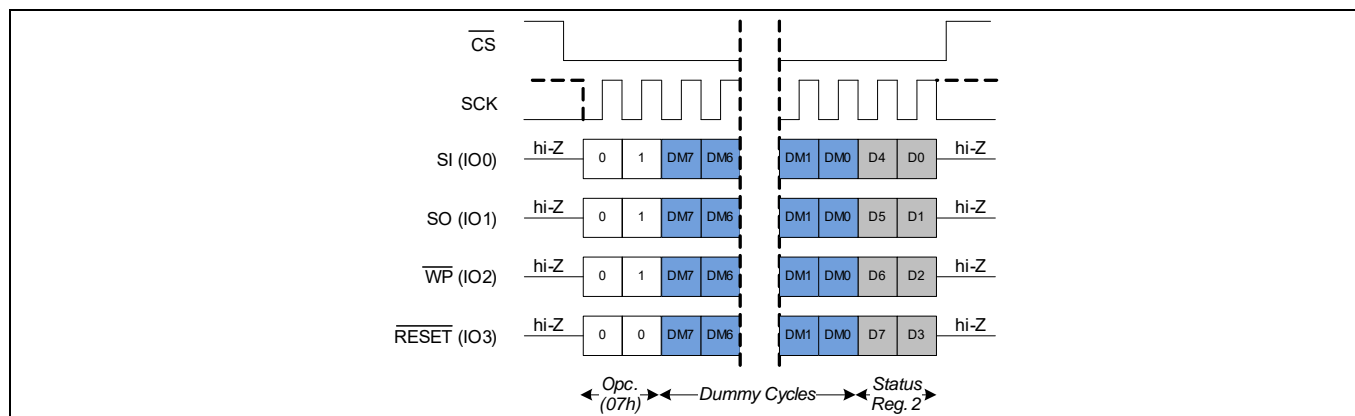 CS
SCK
SI (IO0) hi-Z 0 1 DM7 DM6 DM1 DM0 D4 D0 hi-Z
SO (IO1) hi-Z 0 1 DM7 DM6 DM1 DM0 D5 D1 hi-Z
WP (IO2) hi-Z 0 1 DM7 DM6 DM1 DM0 D6 D2 hi-Z
RESET (IO3) hi-Z 0 0 DM7 DM6 DM1 DM0 D7 D3 hi-Z
Opc. Dummy Cycles Status
(07h) Reg. 2